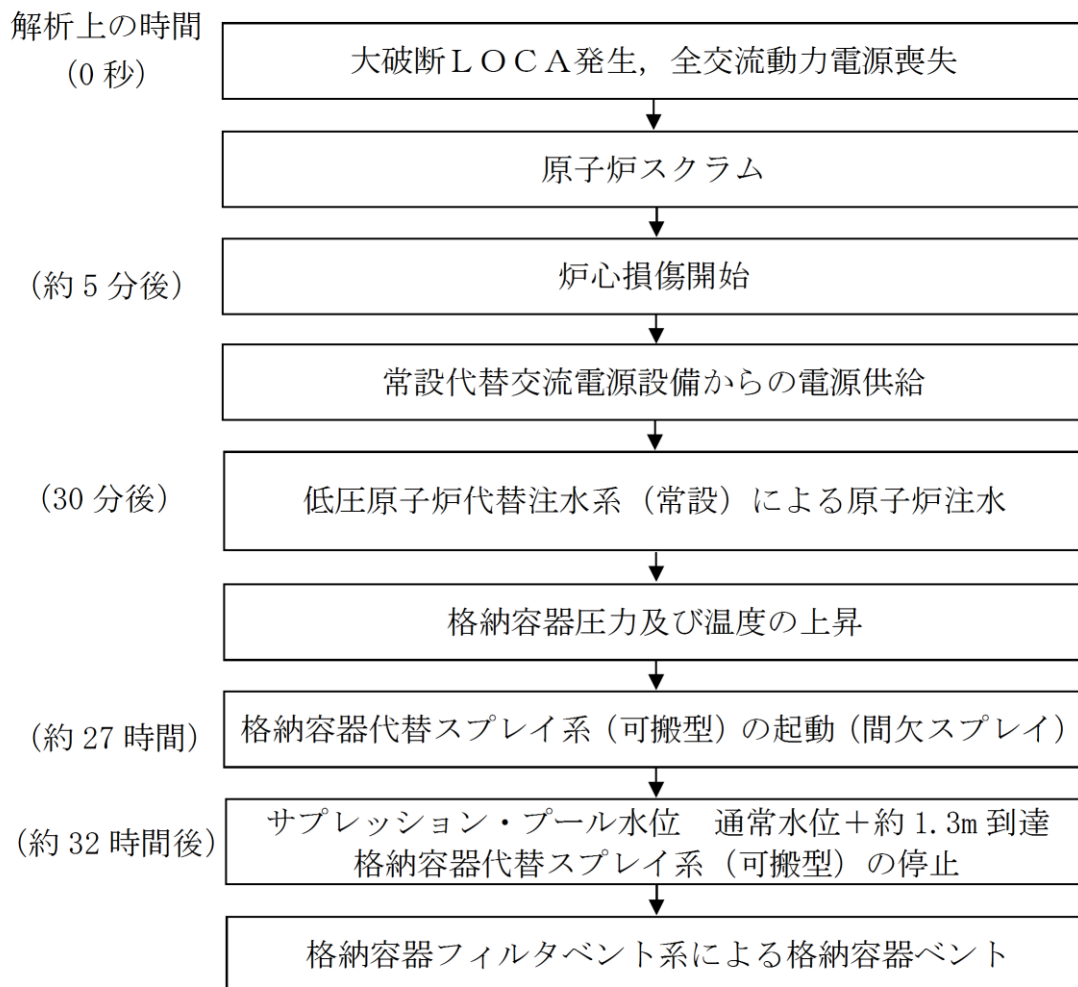 解析上の時間
(0 秒)
大破断ＬＯＣＡ発生，全交流動力電源喪失
原子炉スクラム
(約 5 分後)
炉心損傷開始
常設代替交流電源設備からの電源供給
(30 分後)
低圧原子炉代替注水系（常設）による原子炉注水
格納容器圧力及び温度の上昇
(約 27 時間)
格納容器代替スプレイ系（可搬型）の起動（間欠スプレイ）
(約 32 時間後)
サプレッション・プール水位　通常水位＋約 1.3m 到達
格納容器代替スプレイ系（可搬型）の停止
格納容器フィルタベント系による格納容器ベント